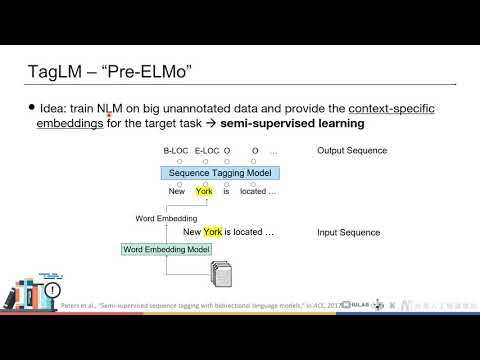 TagLM – “Pre-ELMo”
● Idea: train NLM on big unannotated data and provide the context-specific
embeddings for the target task → semi-supervised learning
B-LOC E-LOC O O ... Output Sequence
Sequence Tagging Model
New York is located ...
Word Embedding
New York is located ... Input Sequence
Word Embedding Model
Peters et al., “Semi-supervised sequence tagging with bidirectional language models,” in ACL, 2017.